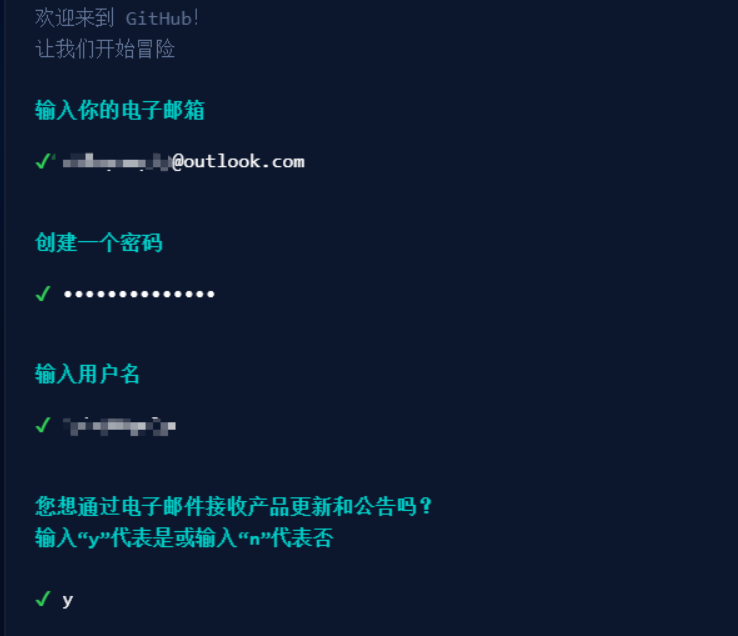 欢迎来到 GitHub!
让我们开始冒险
输入你的电子邮箱
✓ @outlook.com
创建一个密码
✓ ••••••••••••••
输入用户名
✓
您想通过电子邮件接收产品更新和公告吗？
输入“y”代表是或输入“n”代表否
✓ y